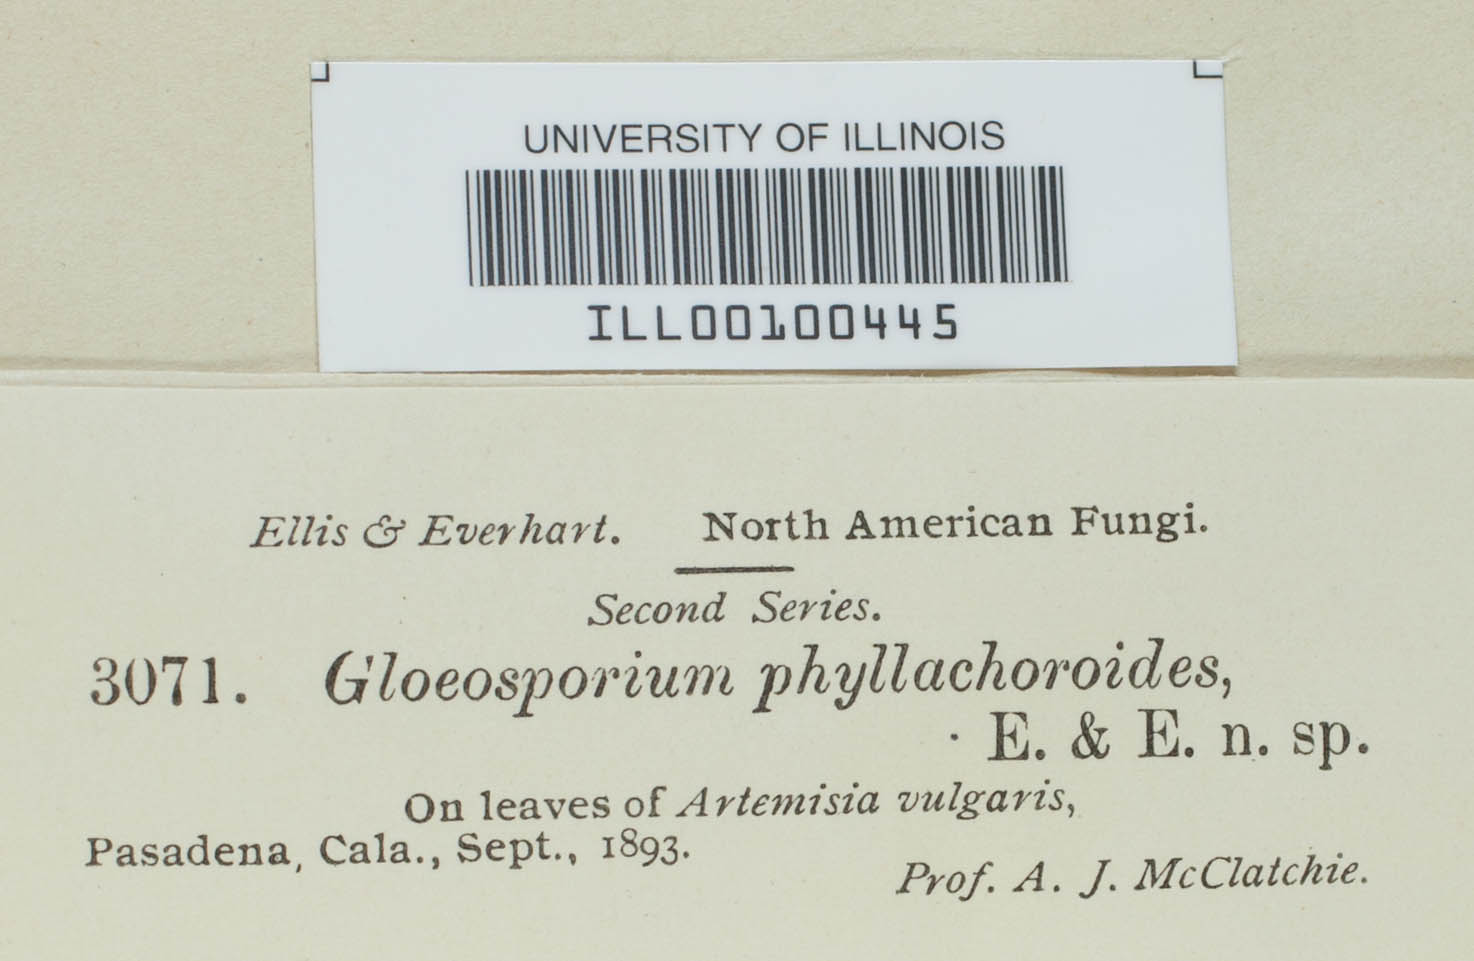 UNIVERSITY OF ILLINOIS
ILL00100445
Ellis & Everhart. North American Fungi.
Second Series.
3071. Gloeosporium phyllachoroides,
E. & E. n. sp.
On leaves of Artemisia vulgaris,
Pasadena, Cala., Sept., 1893.
Prof. A. J. McClatchie.